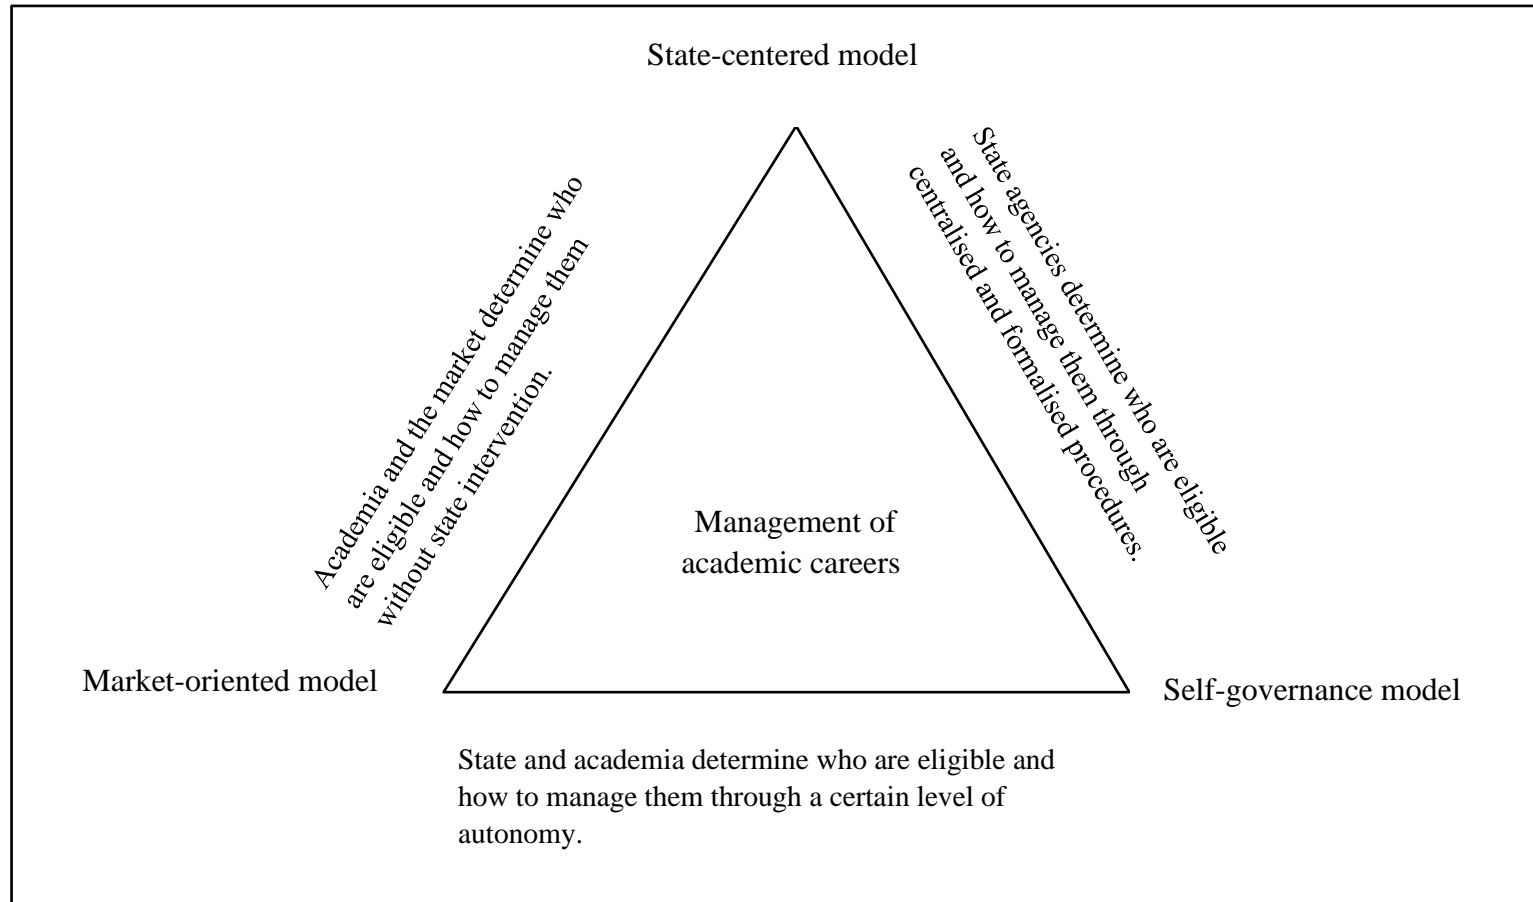 State-centered model
Academia and the market determine who
are eligible and how to manage them
without state intervention.
State agencies determine who are eligible
and how to manage them through
centralised and formalised procedures.
Management of
academic careers
Market-oriented model
Self-governance model
State and academia determine who are eligible and
how to manage them through a certain level of
autonomy.